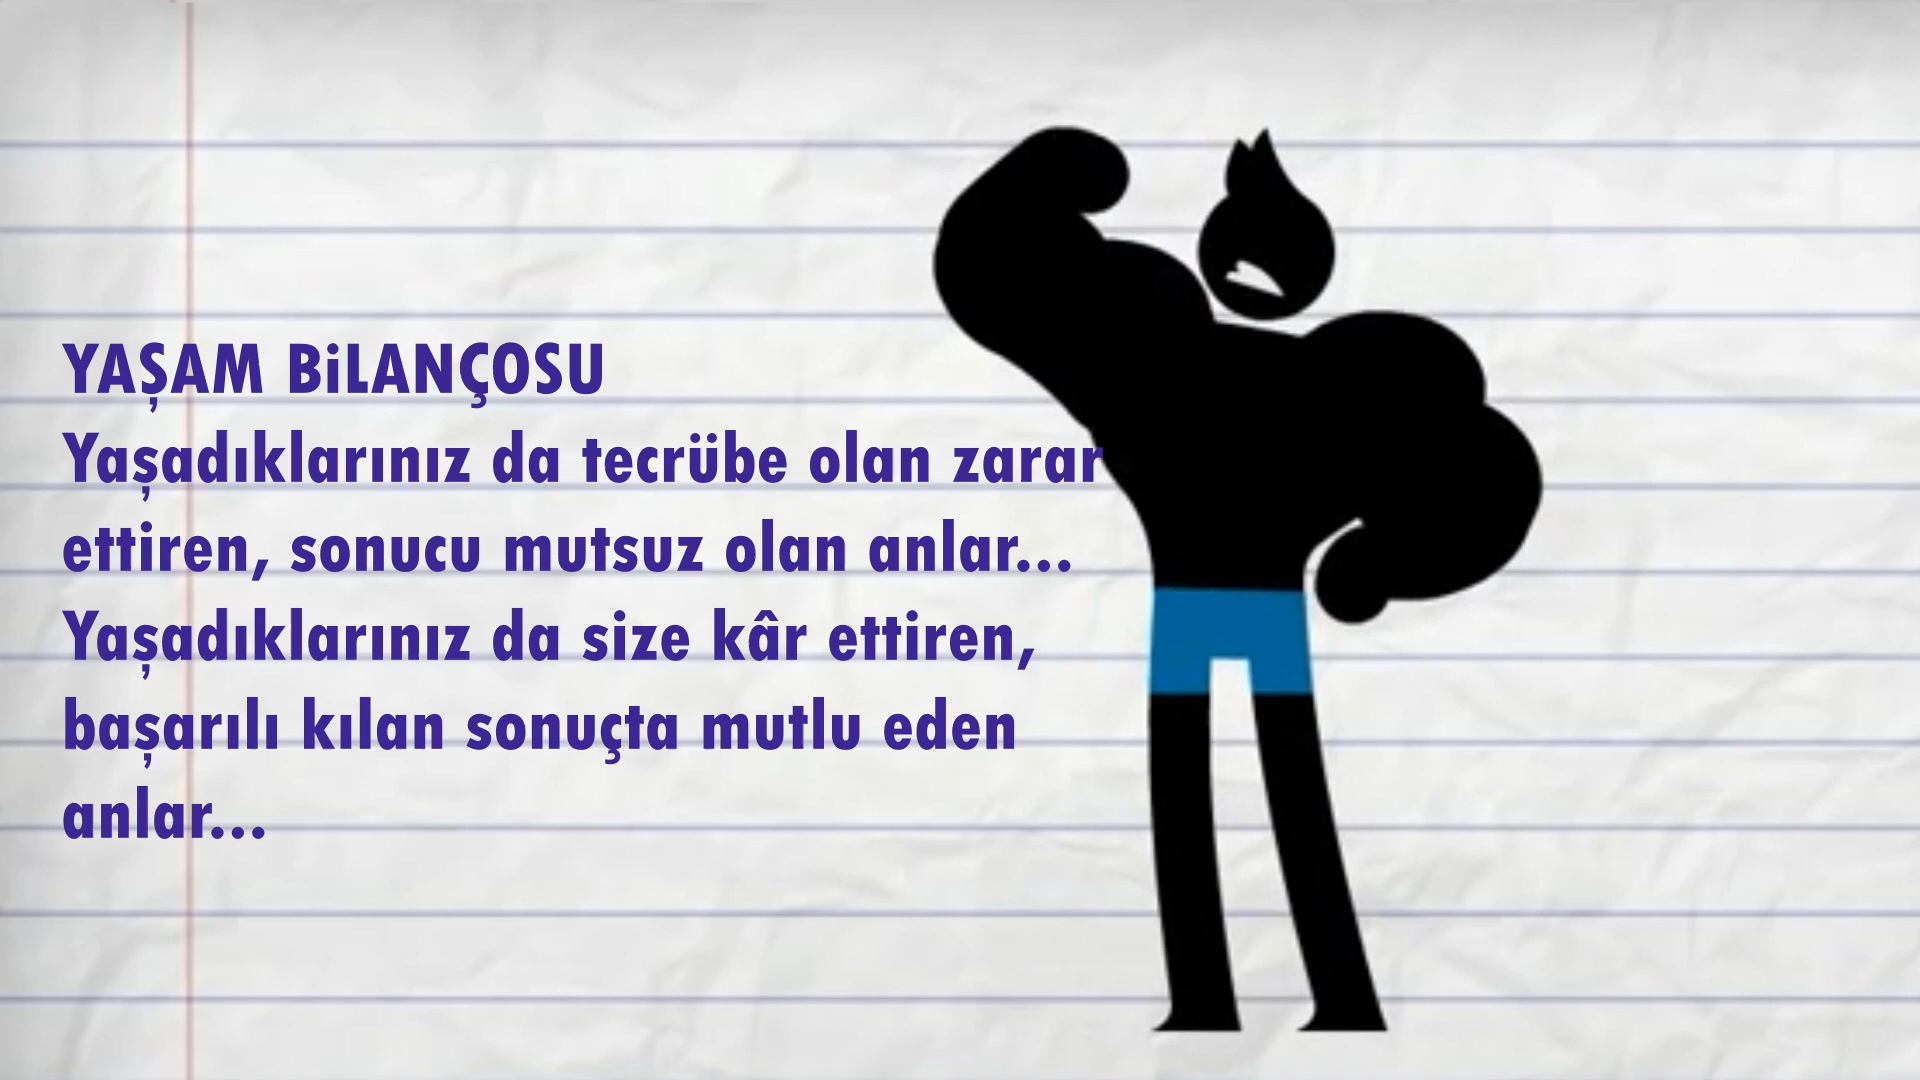 YAŞAM BiLANÇOSU
Yaşadıklarınız da tecrübe olan zarar
ettiren, sonucu mutsuz olan anlar...
Yaşadıklarınız da size kâr ettiren,
başarılı kılan sonuçta mutlu eden
anlar...